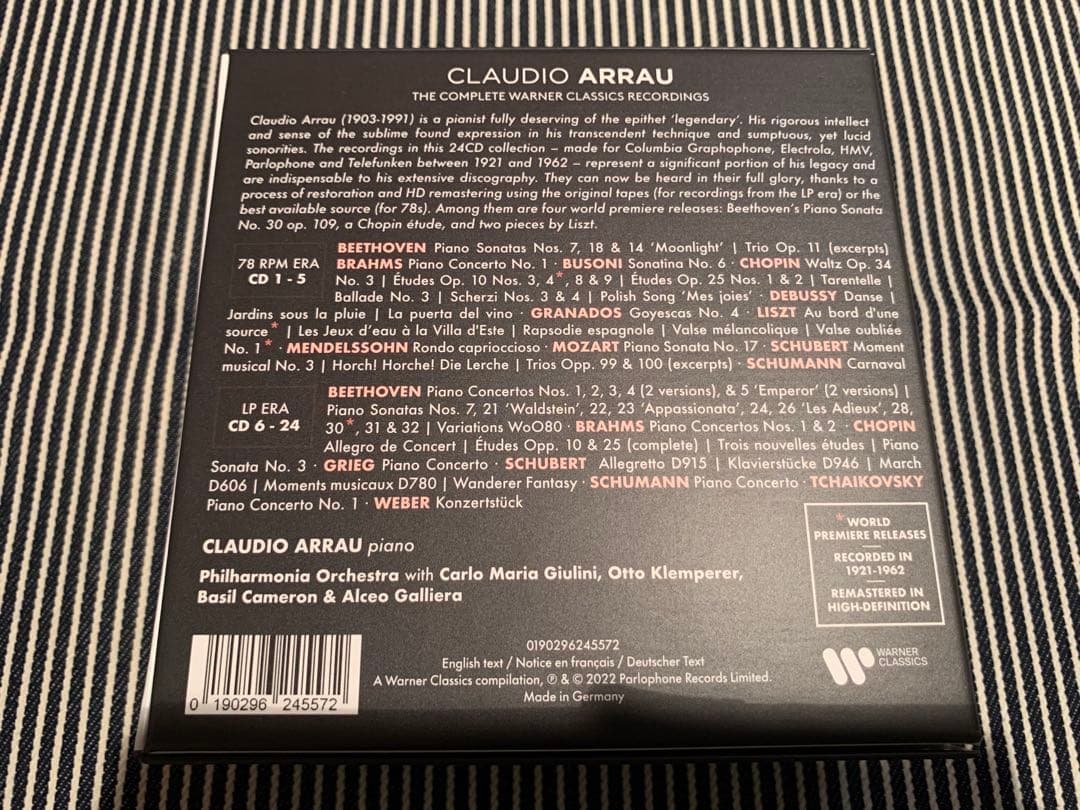 CLAUDIO ARRAU
THE COMPLETE WARNER CLASSICS RECORDINGS
Claudio Arrau (1903-1991) is a pianist fully deserving of the epithet 'legendary'. His rigorous intellect
and sense of the sublime found expression in his transcendent technique and sumptuous, yet lucid
sonorities. The recordings in this 24CD collection – made for Columbia Graphophone, Electrola, HMV,
Parlophone and Telefunken between 1921 and 1962 – represent a significant portion of his legacy and
are indispensable to his extensive discography. They can now be heard in their full glory, thanks to a
process of restoration and HD remastering using the original tapes (for recordings from the LP era) or the
best available source (for 78s). Among them are four world premiere releases: Beethoven's Piano Sonata
No. 30 op. 109, a Chopin étude, and two pieces by Liszt.
78 RPM ERA
CD 1 - 5
BEETHOVEN Piano Sonatas Nos. 7, 18 & 14 'Moonlight' | Trio Op. 11 (excerpts)
BRAHMS Piano Concerto No. 1 · BUSONI Sonatina No. 6 · CHOPIN Waltz Op. 34
No. 3 | Études Op. 10 Nos. 3, 4*, 8 & 9 | Études Op. 25 Nos. 1 & 2 | Tarentelle |
Ballade No. 3 | Scherzi Nos. 3 & 4 | Polish Song 'Mes joies' · DEBUSSY Danse |
Jardins sous la pluie | La puerta del vino · GRANADOS Goyescas No. 4 · LISZT Au bord d'une
source* | Les Jeux d'eau à la Villa d'Este | Rapsodie espagnole | Valse mélancolique | Valse oubliée
No. 1* · MENDELSSOHN Rondo caprioccioso · MOZART Piano Sonata No. 17 · SCHUBERT Moment
musical No. 3 | Horch! Horche! Die Lerche | Trios Opp. 99 & 100 (excerpts) · SCHUMANN Carnaval
LP ERA
CD 6 - 24
BEETHOVEN Piano Concertos Nos. 1, 2, 3, 4 (2 versions), & 5 'Emperor' (2 versions) |
Piano Sonatas Nos. 7, 21 'Waldstein', 22, 23 'Appassionata', 24, 26 'Les Adieux', 28,
30*, 31 & 32 | Variations WoO80 · BRAHMS Piano Concertos Nos. 1 & 2 · CHOPIN
Allegro de Concert | Études Opp. 10 & 25 (complete) | Trois nouvelles études | Piano
Sonata No. 3 · GRIEG Piano Concerto · SCHUBERT Allegretto D915 | Klavierstücke D946 | March
D606 | Moments musicaux D780 | Wanderer Fantasy · SCHUMANN Piano Concerto · TCHAIKOVSKY
Piano Concerto No. 1 · WEBER Konzertstück
CLAUDIO ARRAU piano
Philharmonia Orchestra with Carlo Maria Giulini, Otto Klemperer,
Basil Cameron & Alceo Galliera
* WORLD
PREMIERE RELEASES
RECORDED IN
1921-1962
REMASTERED IN
HIGH-DEFINITION
0190296245572
English text / Notice en français / Deutscher Text
A Warner Classics compilation, ℗ & © 2022 Parlophone Records Limited.
Made in Germany
WARNER
CLASSICS
0 190296 245572